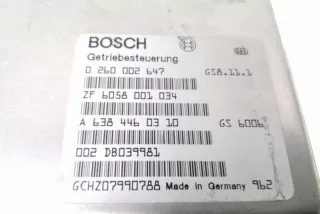 BOSCH
Getriebesteuerung
0 260 002 647 GS8.11.1
ZF 6058 001 034
A 638 446 03 10 GS 6006
002 DB039981
GCHZ07990788 Made in Germany 962